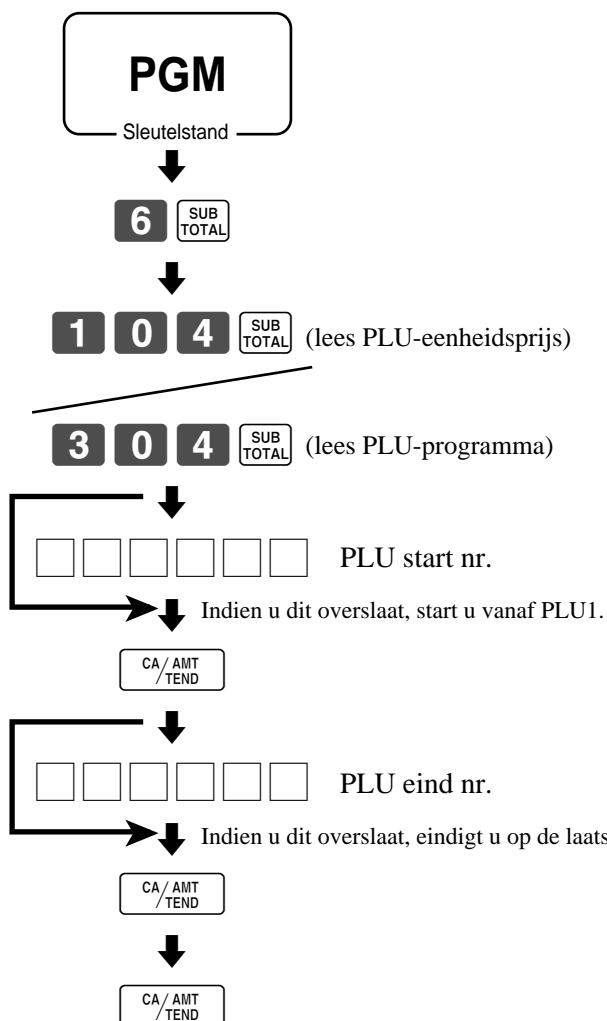 PGM
Sleutelstand
6 SUB TOTAL
1 0 4 SUB TOTAL (lees PLU-eenheidsprijs)
3 0 4 SUB TOTAL (lees PLU-programma)
PLU start nr.
Indien u dit overslaat, start u vanaf PLU1.
CA/AMT TEND
PLU eind nr.
Indien u dit overslaat, eindigt u op de
CA/AMT TEND
CA/AMT TEND